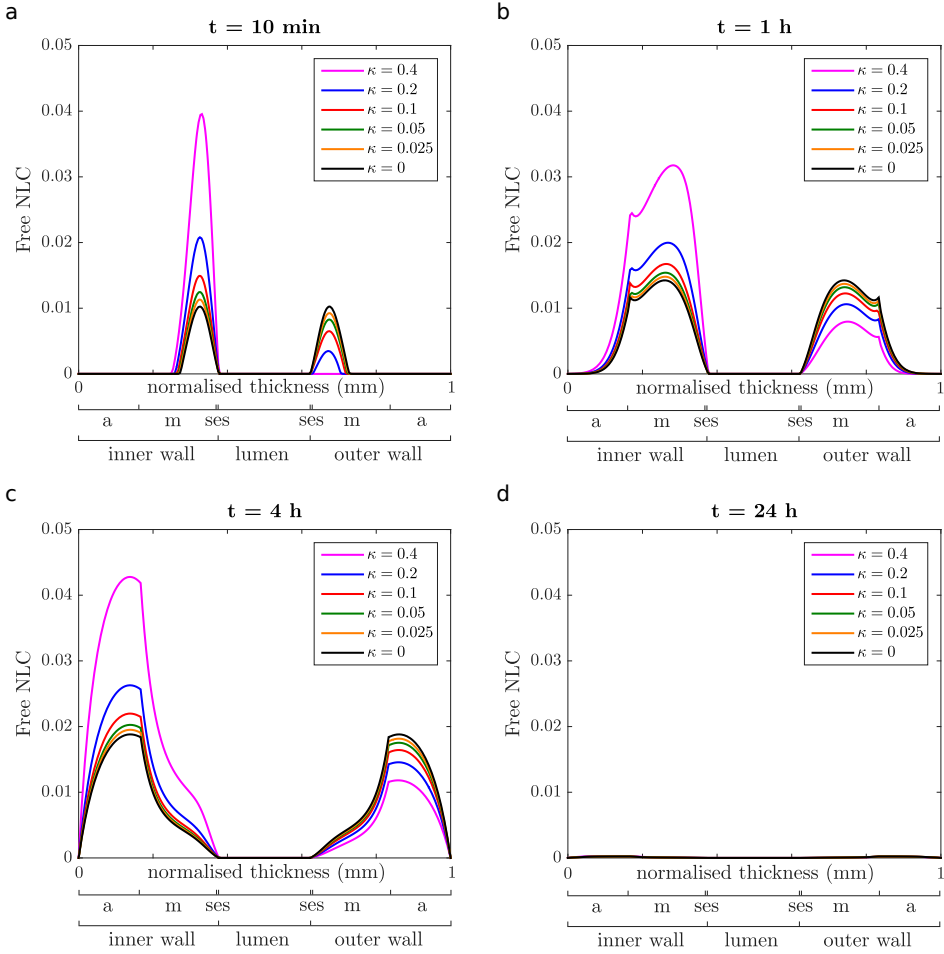 a
t = 10 min
0.05
0.04
0.03
0.02
0.01
0
Free NLC
κ = 0.4
κ = 0.2
κ = 0.1
κ = 0.05
κ = 0.025
κ = 0
0 normalised thickness (mm) 1
a m ses ses m a
inner wall lumen outer wall
b
t = 1 h
0.05
0.04
0.03
0.02
0.01
0
Free NLC
κ = 0.4
κ = 0.2
κ = 0.1
κ = 0.05
κ = 0.025
κ = 0
0 normalised thickness (mm) 1
a m ses ses m a
inner wall lumen outer wall
c
t = 4 h
0.05
0.04
0.03
0.02
0.01
0
Free NLC
κ = 0.4
κ = 0.2
κ = 0.1
κ = 0.05
κ = 0.025
κ = 0
0 normalised thickness (mm) 1
a m ses ses m a
inner wall lumen outer wall
d
t = 24 h
0.05
0.04
0.03
0.02
0.01
0
Free NLC
κ = 0.4
κ = 0.2
κ = 0.1
κ = 0.05
κ = 0.025
κ = 0
0 normalised thickness (mm) 1
a m ses ses m a
inner wall lumen outer wall